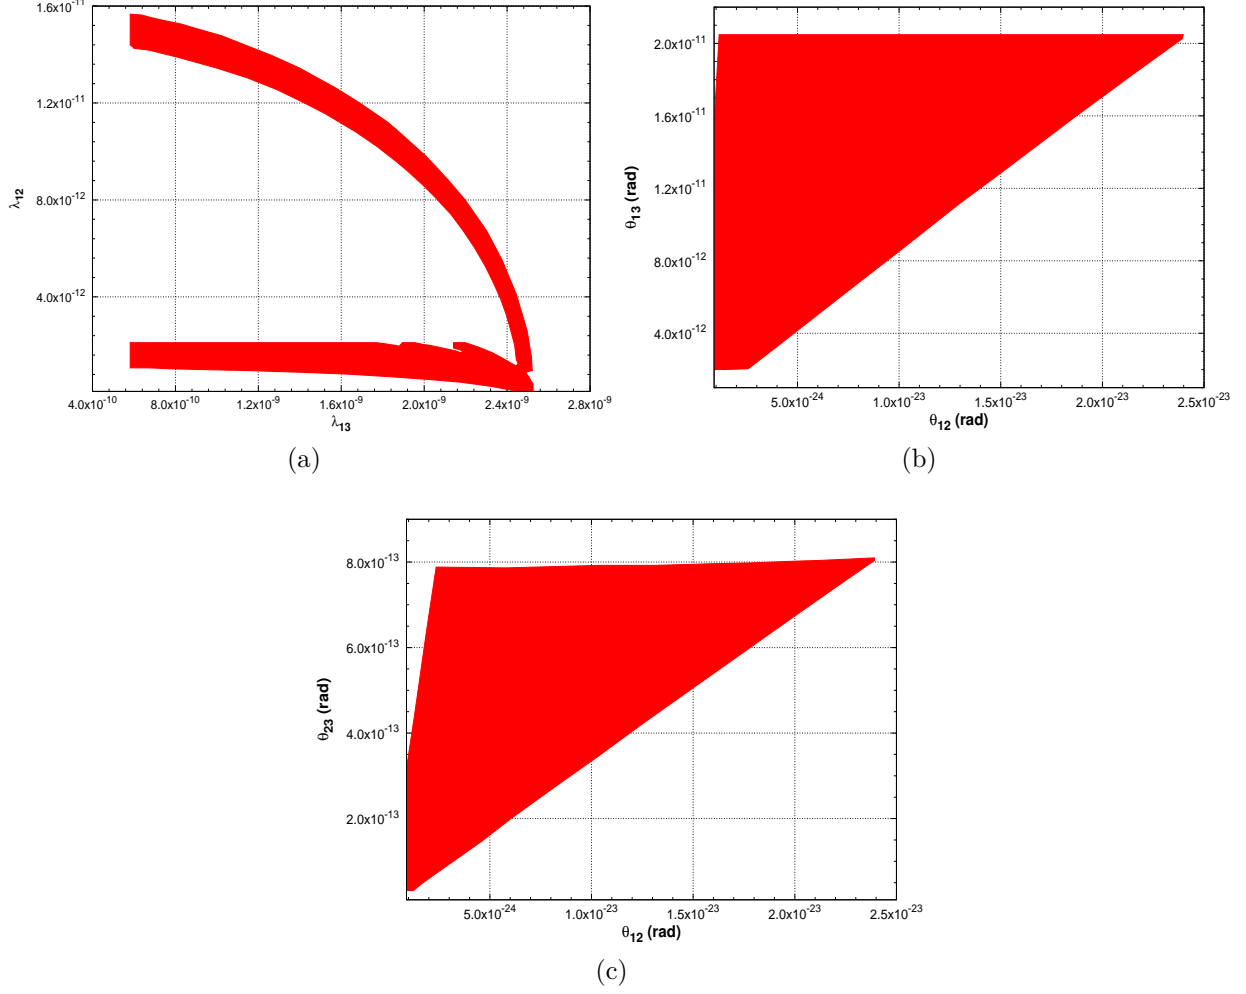 1.6x10⁻¹¹
1.2x10⁻¹¹
8.0x10⁻¹²
4.0x10⁻¹²
λ₁₂
4.0x10⁻¹⁰ 8.0x10⁻¹⁰ 1.2x10⁻⁹ 1.6x10⁻⁹ 2.0x10⁻⁹ 2.4x10⁻⁹ 2.8x10⁻⁹
λ₁₃
(a)
2.0x10⁻¹¹
1.6x10⁻¹¹
1.2x10⁻¹¹
8.0x10⁻¹²
4.0x10⁻¹²
θ₁₃ (rad)
5.0x10⁻²⁴ 1.0x10⁻²³ 1.5x10⁻²³ 2.0x10⁻²³ 2.5x10⁻²³
θ₁₂ (rad)
(b)
8.0x10⁻¹³
6.0x10⁻¹³
4.0x10⁻¹³
2.0x10⁻¹³
θ₂₃ (rad)
5.0x10⁻²⁴ 1.0x10⁻²³ 1.5x10⁻²³ 2.0x10⁻²³ 2.5x10⁻²³
θ₁₂ (rad)
(c)